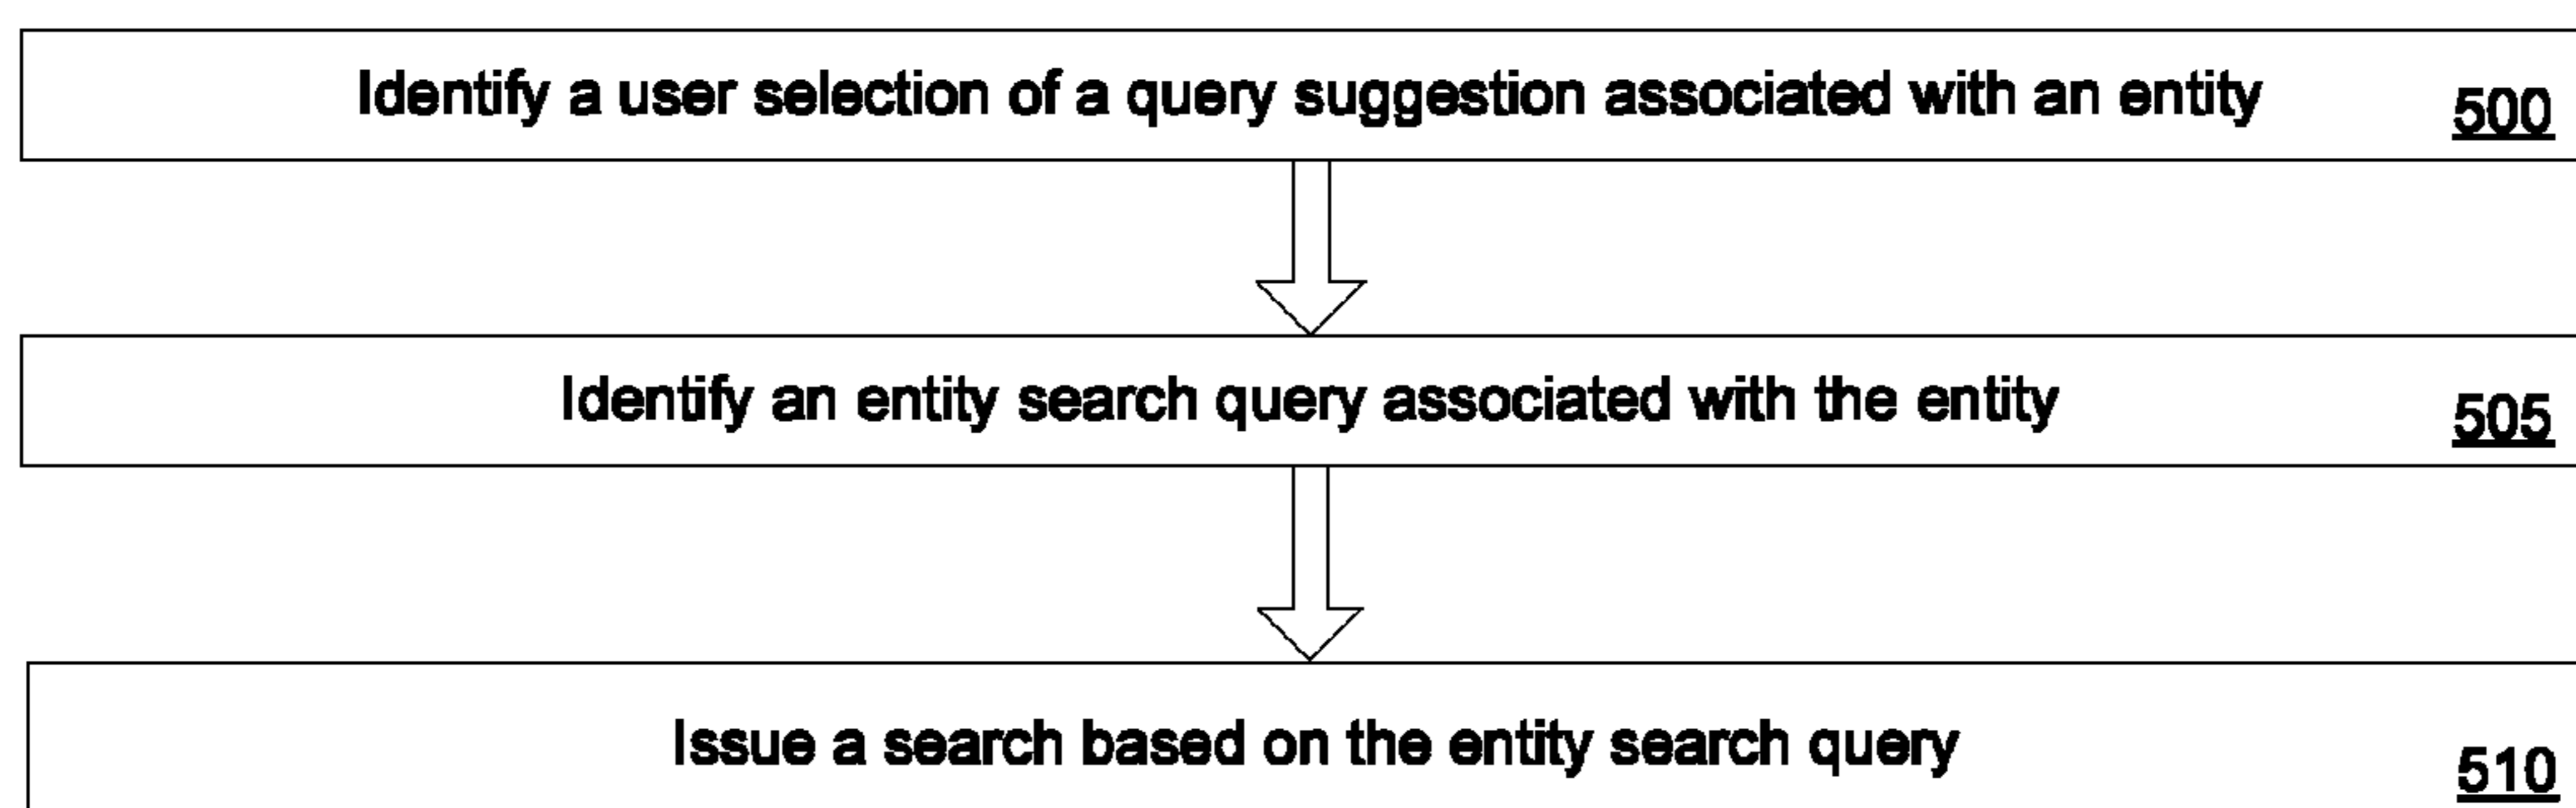 Identify a user selection of a query suggestion associated with an entity 500
Identify an entity search query associated with the entity 505
Issue a search based on the entity search query 510